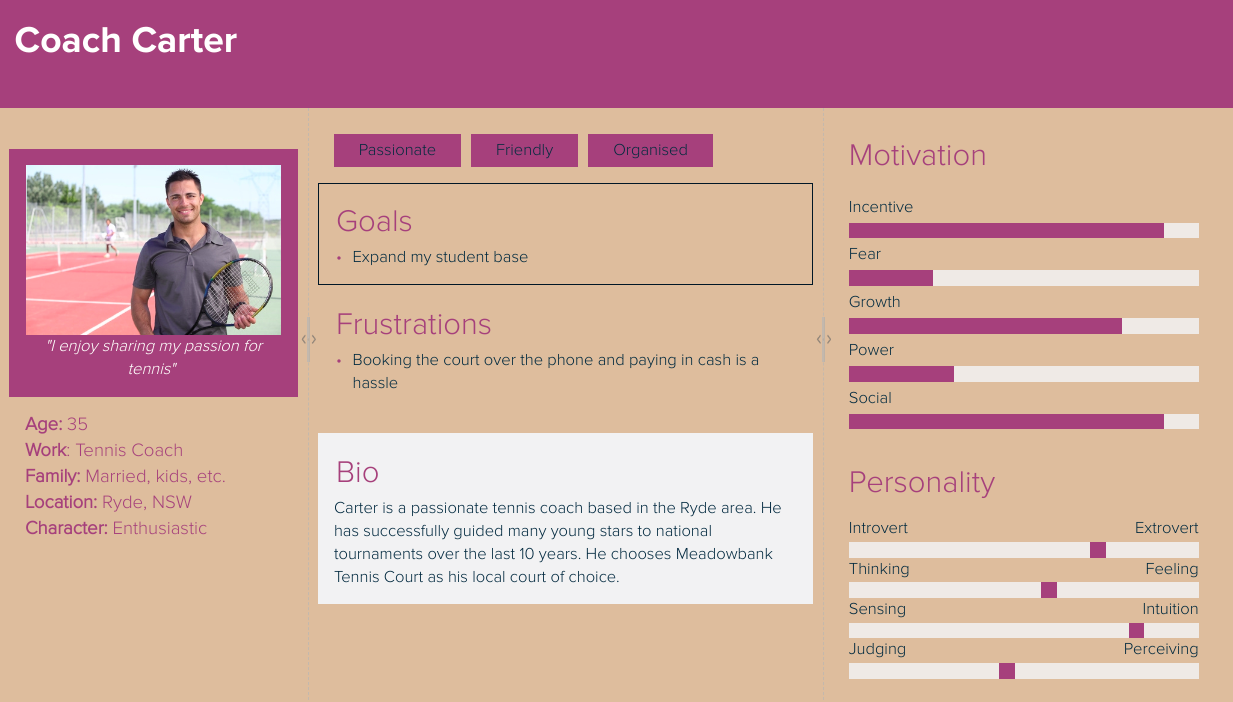 Coach Carter
"I enjoy sharing my passion for
tennis"
Age: 35
Work: Tennis Coach
Family: Married, kids, etc.
Location: Ryde, NSW
Character: Enthusiastic
Passionate Friendly Organised
Goals
• Expand my student base
Frustrations
• Booking the court over the phone and paying in cash is a
hassle
Bio
Carter is a passionate tennis coach based in the Ryde area. He
has successfully guided many young stars to national
tournaments over the last 10 years. He chooses Meadowbank
Tennis Court as his local court of choice.
Motivation
Incentive
Fear
Growth
Power
Social
Personality
Introvert Extrovert
Thinking Feeling
Sensing Intuition
Judging Perceiving